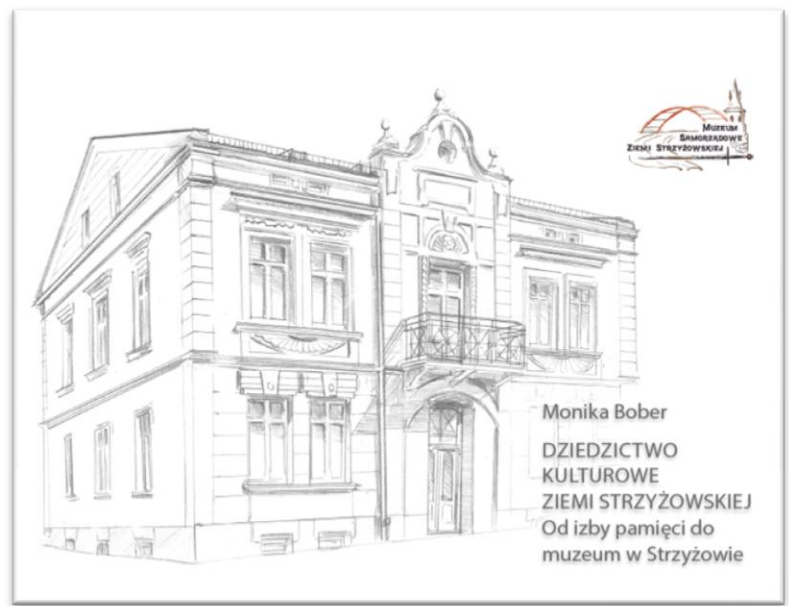 MUZEUM
SAMORZĄDOWE
ZIEMI STRZYŻOWSKIEJ
Monika Bober
DZIEDZICTWO
KULTUROWE
ZIEMI STRZYŻOWSKIEJ
Od izby pamięci do
muzeum w Strzyżowie